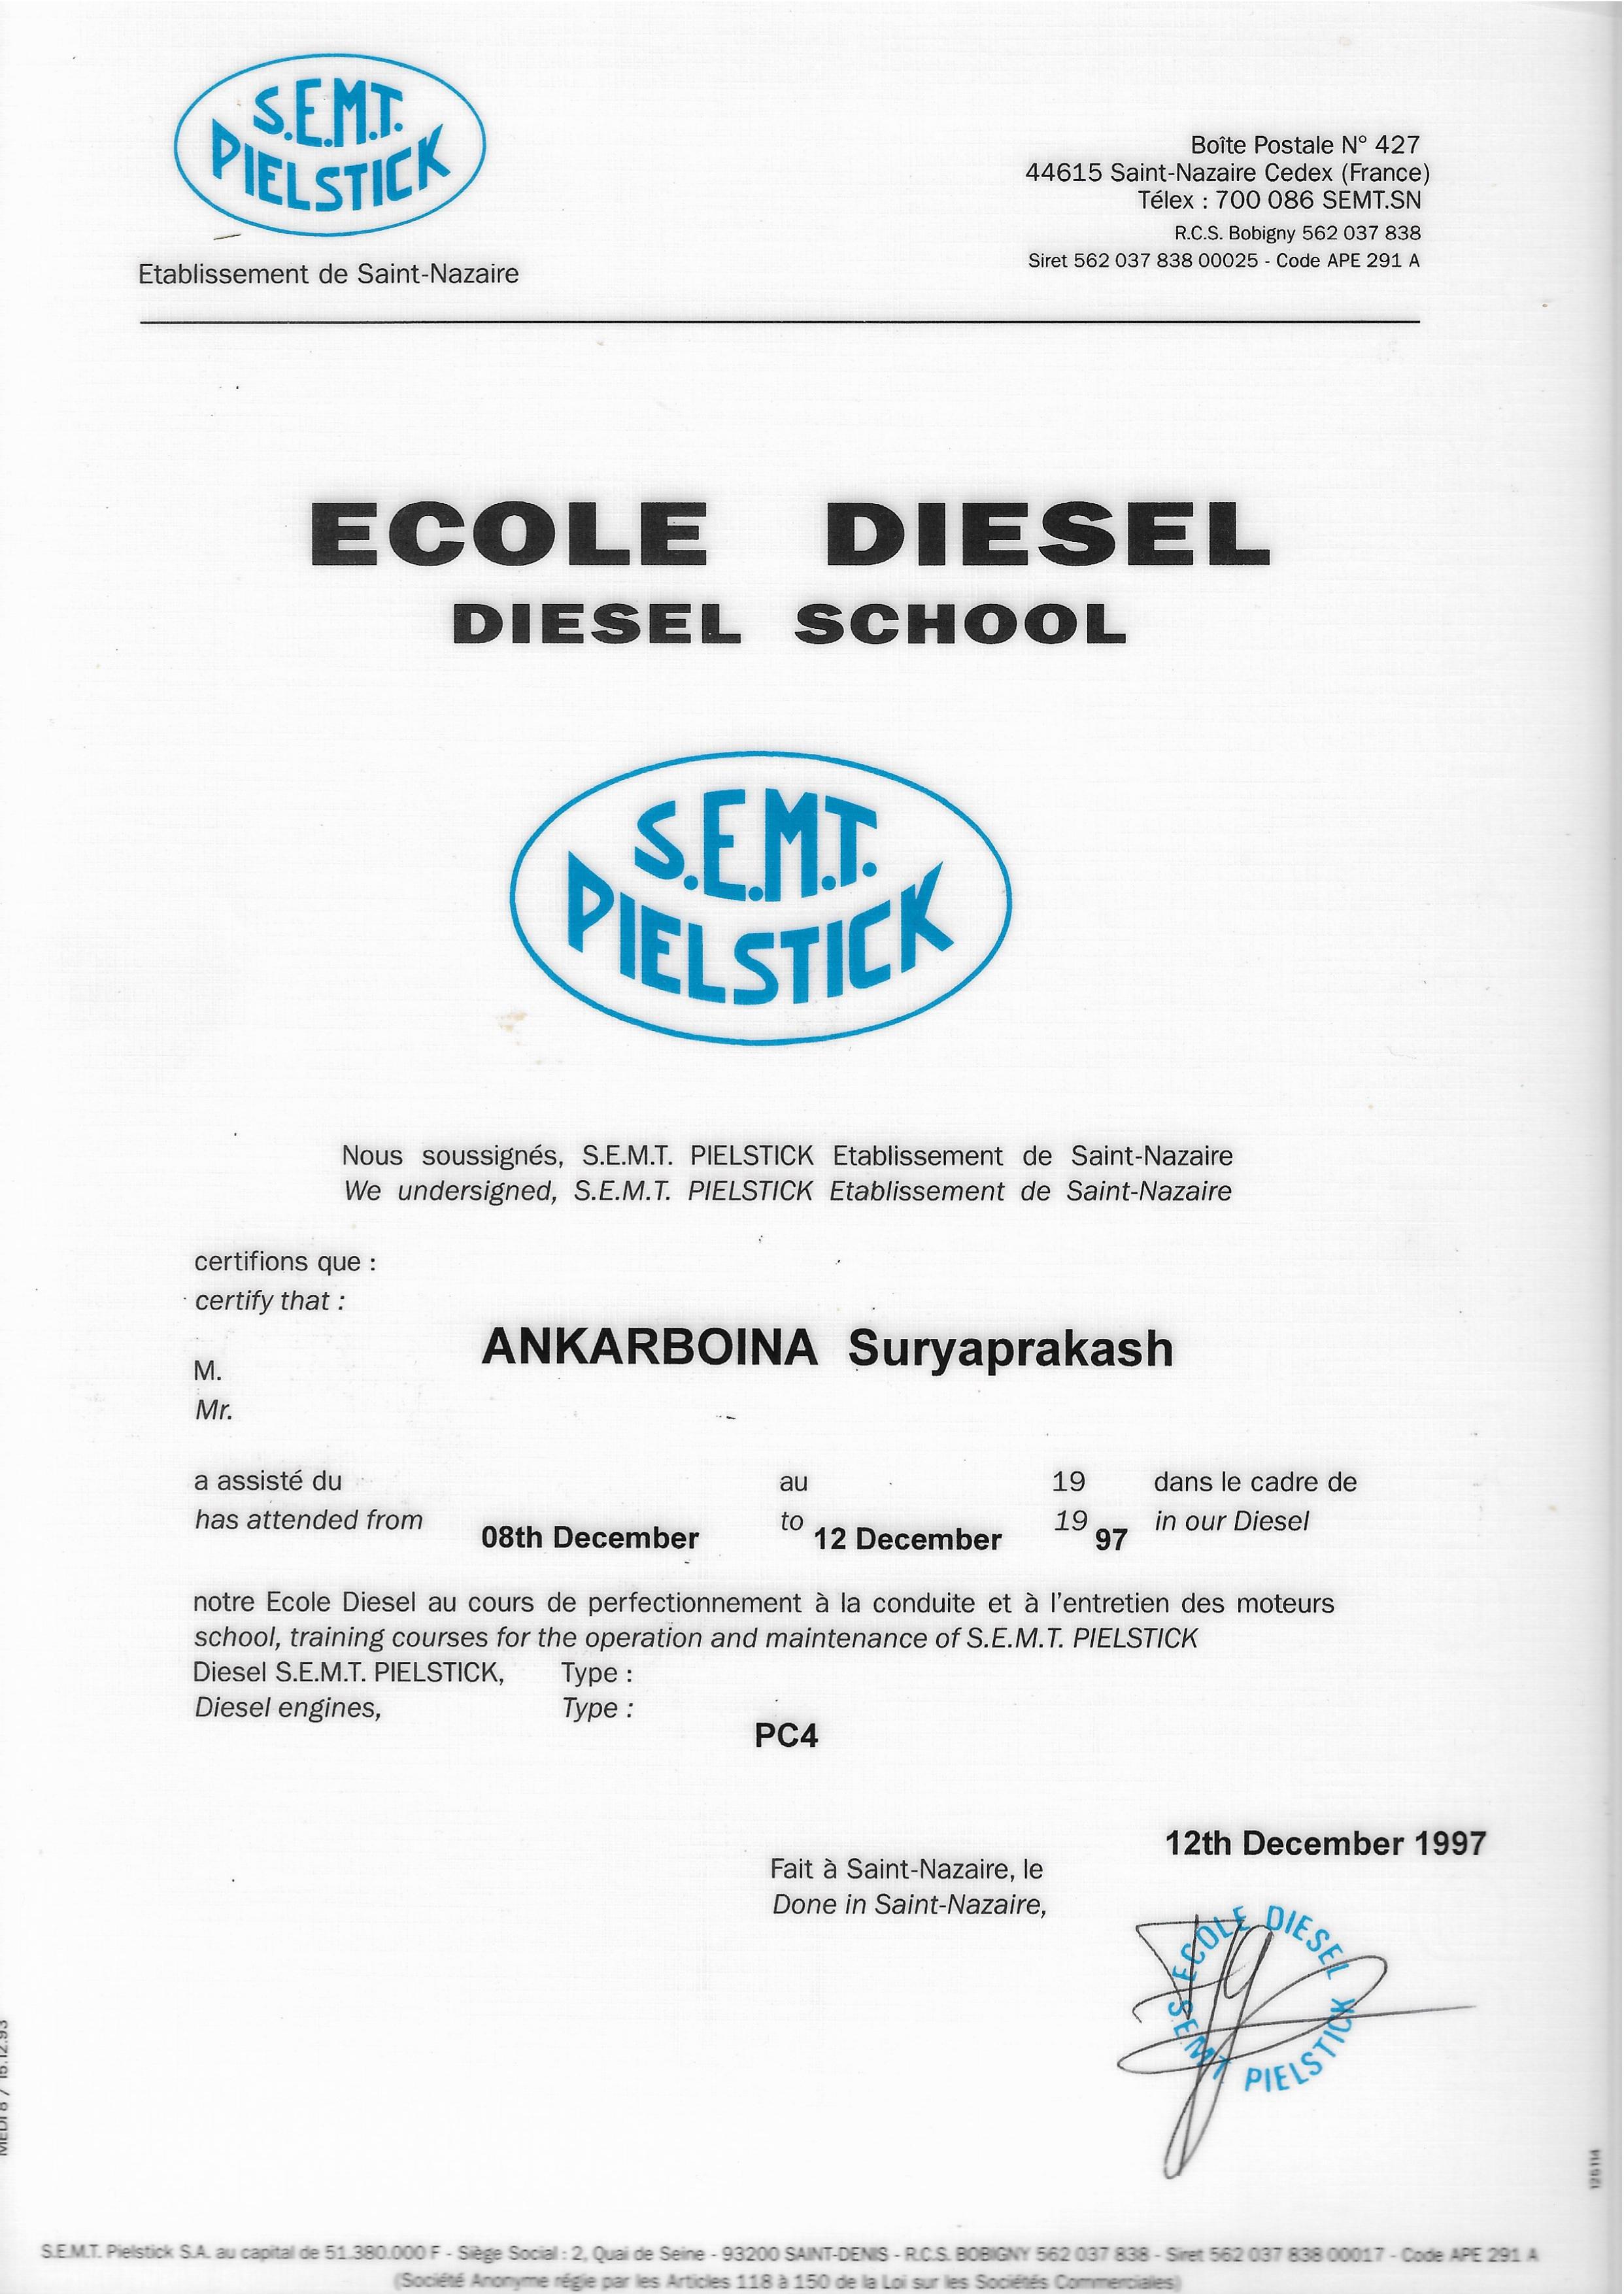 S.E.M.T.
PIELSTICK
Etablissement de Saint-Nazaire
Boîte Postale N° 427
44615 Saint-Nazaire Cedex (France)
Télex : 700 086 SEMT.SN
R.C.S. Bobigny 562 037 838
Siret 562 037 838 00025 - Code APE 291 A
ECOLE DIESEL
DIESEL SCHOOL
S.E.M.T.
PIELSTICK
Nous soussignés, S.E.M.T. PIELSTICK Etablissement de Saint-Nazaire
We undersigned, S.E.M.T. PIELSTICK Etablissement de Saint-Nazaire
certifions que :
certify that :
ANKARBOINA Suryaprakash
M.
Mr.
a assisté du au 19 dans le cadre de
has attended from 08th December to 12 December 19 97 in our Diesel
notre Ecole Diesel au cours de perfectionnement à la conduite et à l'entretien des moteurs
school, training courses for the operation and maintenance of S.E.M.T. PIELSTICK
Diesel S.E.M.T. PIELSTICK, Type :
Diesel engines, Type :
PC4
12th December 1997
Fait à Saint-Nazaire, le
Done in Saint-Nazaire,
ECOLE DIESEL
SEMT PIELSTICK
S.E.M.T. Pielstick S.A. au capital de 51.380.000 F - Siège Social : 2, Quai de Seine - 93200 SAINT-DENIS - R.C.S. BOBIGNY 562 037 838 - Siret 562 037 838 00017 - Code APE 291 A
(Société Anonyme régie par les Articles 118 à 150 de la Loi sur les Sociétés Commerciales)